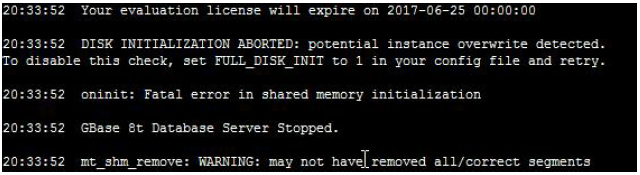 20:33:52 Your evaluation license will expire on 2017-06-25 00:00:00
20:33:52 DISK INITIALIZATION ABORTED: potential instance overwrite detected.
To disable this check, set FULL_DISK_INIT to 1 in your config file and retry.
20:33:52 oninit: Fatal error in shared memory initialization
20:33:52 GBase 8t Database Server Stopped.
20:33:52 mt_shm_remove: WARNING: may not have removed all/correct segments